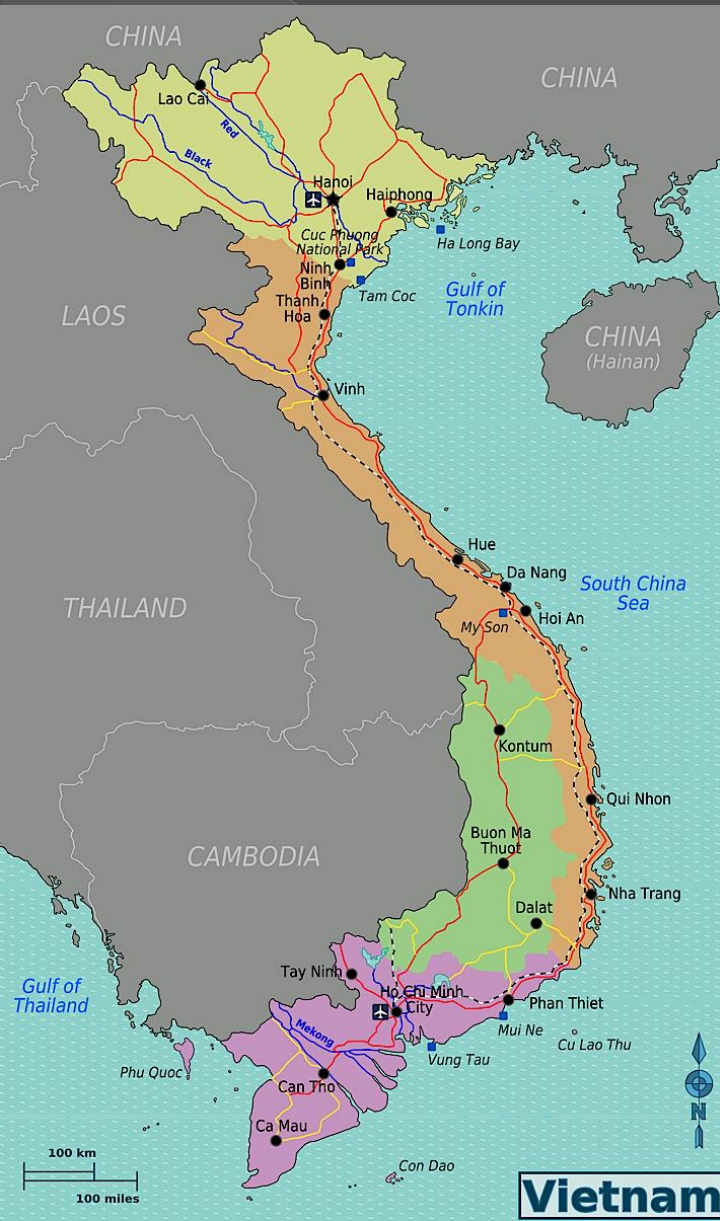 CHINA
CHINA
Lao Cai
Red
Black
Hanoi
Haiphong
Cuc Phuong
National Park
Ha Long Bay
Ninh
Binh
Tam Coc
Gulf of
Tonkin
Thanh
Hoa
LAOS
CHINA
(Hainan)
Vinh
Hue
Da Nang
South China
Sea
Hoi An
My Son
THAILAND
Kontum
Qui Nhon
Buon Ma
Thuot
CAMBODIA
Nha Trang
Dalat
Tay Ninh
Ho Chi Minh
City
Gulf of
Thailand
Phan Thiet
Mui Ne
Cu Lao Thu
Mekong
Vung Tau
Phu Quoc
Can Tho
Ca Mau
N
100 km
100 miles
Con Dao
Vietnam